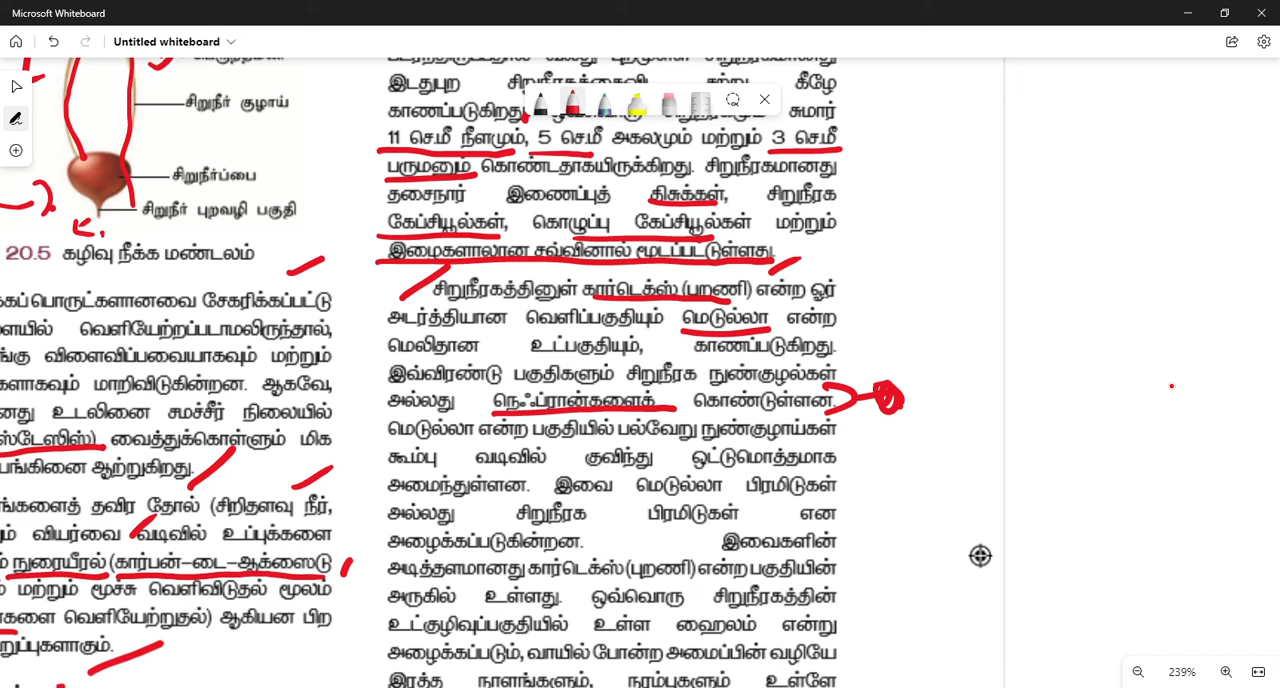 Microsoft Whiteboard
Untitled whiteboard
சிறுநீர் குழாய்
சிறுநீர்ப்பை
சிறுநீர் புறவழி பகுதி
20.5 கழிவு நீக்க மண்டலம்
க்கப்பொருட்களானவை சேகரிக்கப்பட்டு
ளையில் வெளியேற்றப்படாமலிருந்தால்,
ங்கு விளைவிப்பவையாகவும் மற்றும்
களாகவும் மாறிவிடுகின்றன. ஆகவே,
னது உடலினை சமச்சீர் நிலையில்
ஸ்டேஸிஸ்) வைத்துக்கொள்ளும் மிக
பங்கினை ஆற்றுகிறது.
ங்களைத் தவிர தோல் (சிறிதளவு நீர்,
ம் வியர்வை வடிவில் உப்புக்களை
ம் நுரையீரல் (கார்பன்-டை-ஆக்ஸைடு
மற்றும் மூச்சு வெளிவிடுதல் மூலம்
களை வெளியேற்றுதல்) ஆகியன பிற
றுப்புகளாகும்.
இடதுபுற கீழே
காணப்படுகிறது. சுமார்
11 செ.மீ நீளமும், 5 செ.மீ அகலமும் மற்றும் 3 செ.மீ
பருமனும் கொண்டதாகயிருக்கிறது. சிறுநீரகமானது
தசைநார் இணைப்புத் திசுக்கள், சிறுநீரக
கேப்சியூல்கள், கொழுப்பு கேப்சியூல்கள் மற்றும்
இழைகளாலான சவ்வினால் மூடப்பட்டுள்ளது.
சிறுநீரகத்தினுள் கார்டெக்ஸ் (புறணி) என்ற ஓர்
அடர்த்தியான வெளிப்பகுதியும் மெடுல்லா என்ற
மெலிதான உட்பகுதியும், காணப்படுகிறது.
இவ்விரண்டு பகுதிகளும் சிறுநீரக நுண்குழல்கள்
அல்லது நெஃப்ரான்களைக் கொண்டுள்ளன.
மெடுல்லா என்ற பகுதியில் பல்வேறு நுண்குழாய்கள்
கூம்பு வடிவில் குவிந்து ஒட்டுமொத்தமாக
அமைந்துள்ளன. இவை மெடுல்லா பிரமிடுகள்
அல்லது சிறுநீரக பிரமிடுகள் என
அழைக்கப்படுகின்றன. இவைகளின்
அடித்தளமானது கார்டெக்ஸ் (புறணி) என்ற பகுதியின்
அருகில் உள்ளது. ஒவ்வொரு சிறுநீரகத்தின்
உட்குழிவுப்பகுதியில் உள்ள ஹைலம் என்று
அழைக்கப்படும், வாயில் போன்ற அமைப்பின் வழியே
இரத்த நாளங்களும், நரம்புகளும் உள்ளே
239%